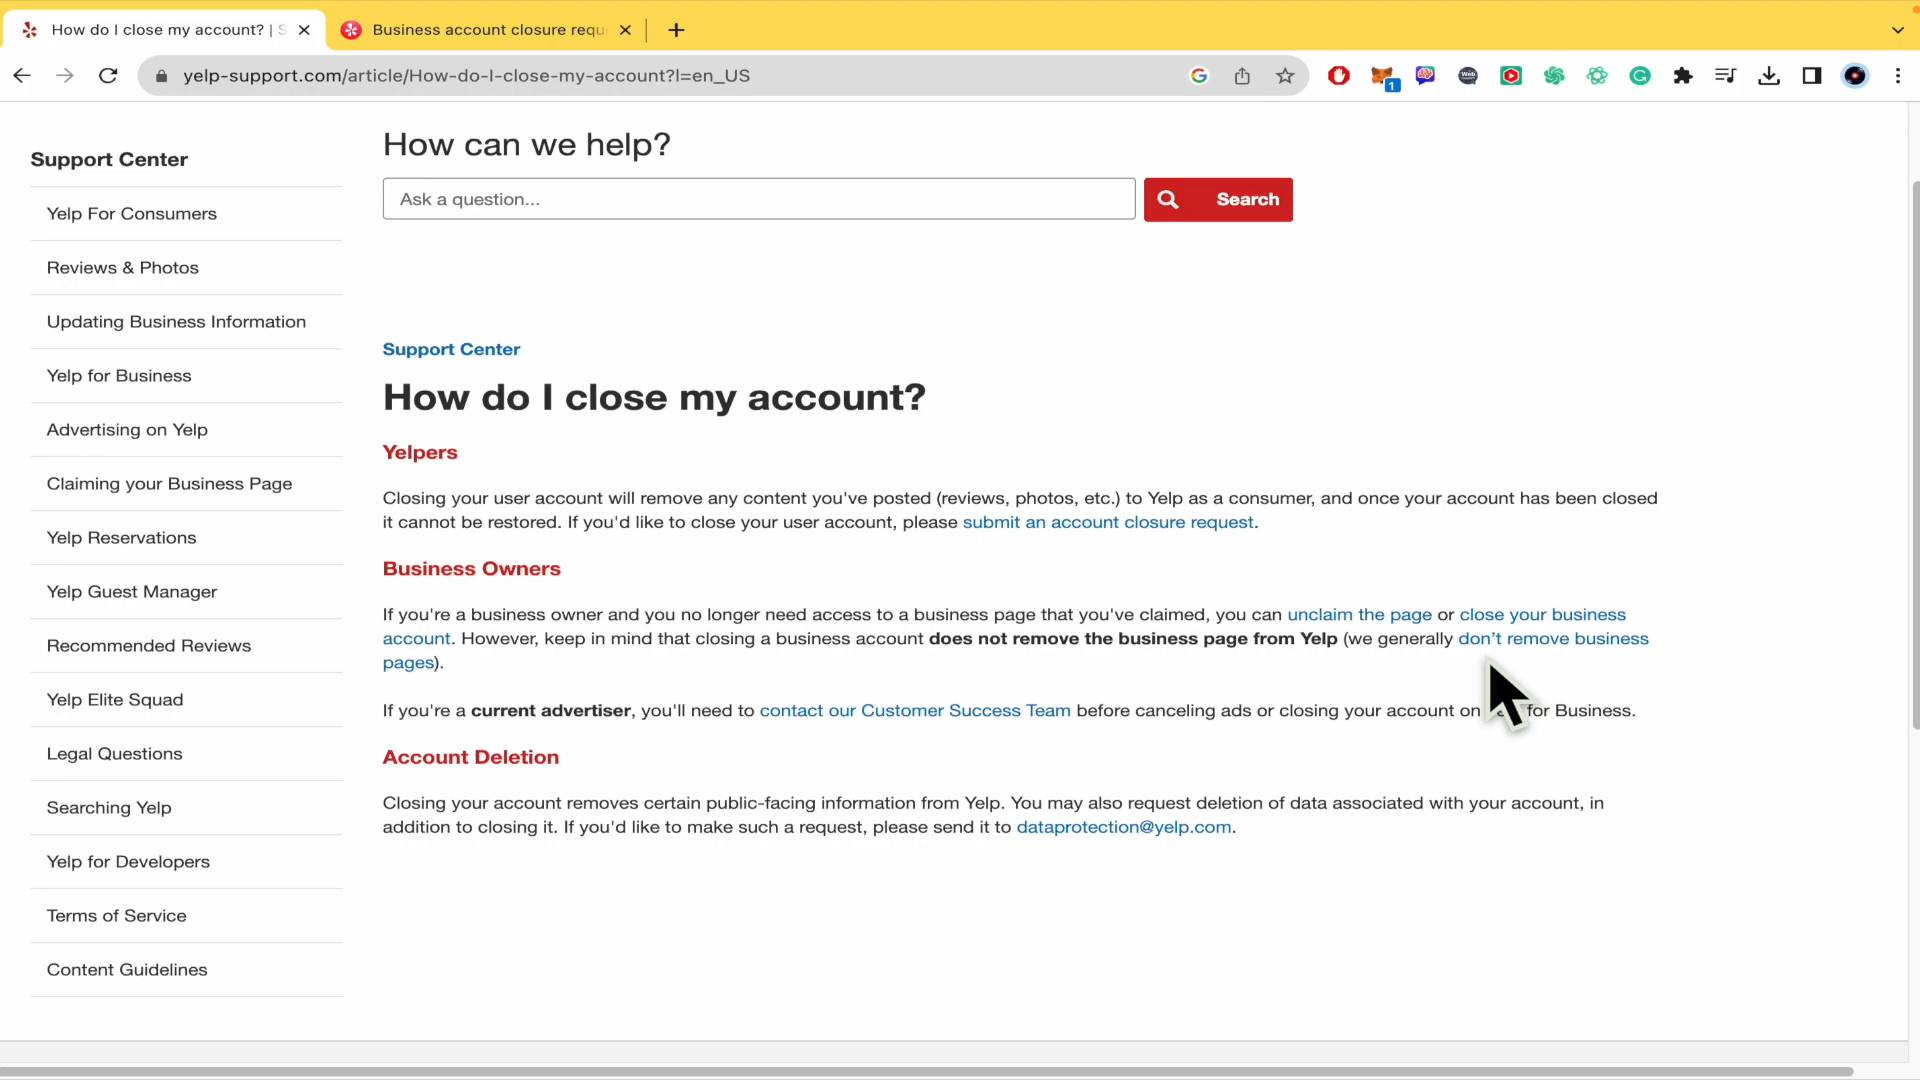 How do I close my account? | S
Business account closure requ
yelp-support.com/article/How-do-I-close-my-account?l=en_US
1
Support Center
Yelp For Consumers
Reviews & Photos
Updating Business Information
Yelp for Business
Advertising on Yelp
Claiming your Business Page
Yelp Reservations
Yelp Guest Manager
Recommended Reviews
Yelp Elite Squad
Legal Questions
Searching Yelp
Yelp for Developers
Terms of Service
Content Guidelines
How can we help?
Ask a question...
Search
Support Center
How do I close my account?
Yelpers
Closing your user account will remove any content you've posted (reviews, photos, etc.) to Yelp as a consumer, and once your account has been closed
it cannot be restored. If you'd like to close your user account, please submit an account closure request.
Business Owners
If you're a business owner and you no longer need access to a business page that you've claimed, you can unclaim the page or close your business
account. However, keep in mind that closing a business account does not remove the business page from Yelp (we generally don’t remove business
pages).
If you're a current advertiser, you'll need to contact our Customer Success Team before canceling ads or closing your account on for Business.
Account Deletion
Closing your account removes certain public-facing information from Yelp. You may also request deletion of data associated with your account, in
addition to closing it. If you'd like to make such a request, please send it to dataprotection@yelp.com.